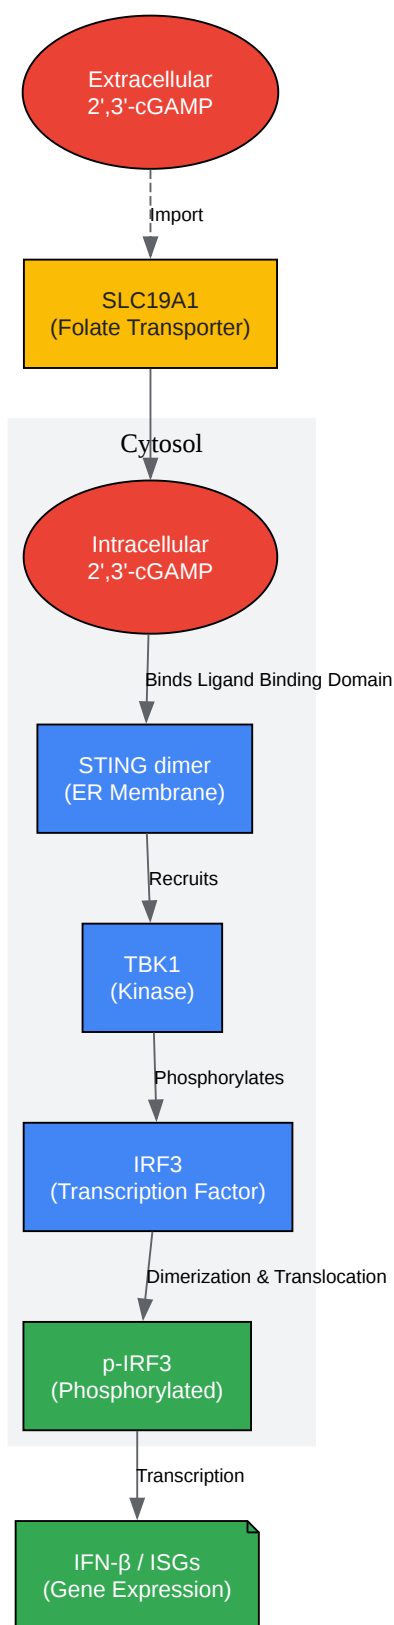 Extracellular
2',3'-cGAMP
Import
SLC19A1
(Folate Transporter)
Cytosol
Intracellular
2',3'-cGAMP
Binds Ligand Binding Domain
STING dimer
(ER Membrane)
Recruits
TBK1
(Kinase)
Phosphorylates
IRF3
(Transcription Factor)
Dimerization & Translocation
p-IRF3
(Phosphorylated)
Transcription
IFN-β / ISGs
(Gene Expression)